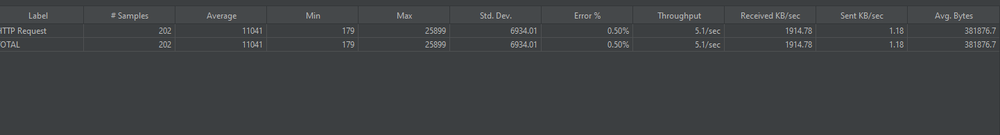 Label # Samples Average Min Max Std. Dev. Error % Throughput Received KB/sec Sent KB/sec Avg. Bytes
HTTP Request 202 11041 179 25899 6934.01 0.50% 5.1/sec 1914.78 1.18 381876.7
TOTAL 202 11041 179 25899 6934.01 0.50% 5.1/sec 1914.78 1.18 381876.7